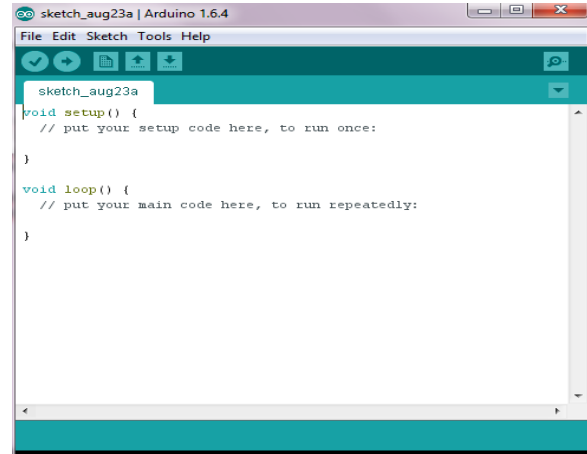 sketch_aug23a | Arduino 1.6.4
File Edit Sketch Tools Help
sketch_aug23a
void setup() {
  // put your setup code here, to run once:

}

void loop() {
  // put your main code here, to run repeatedly:

}